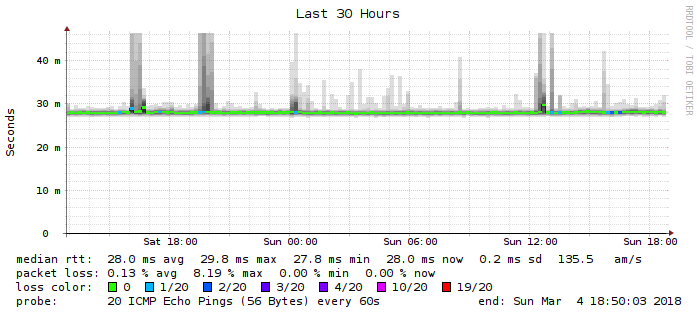 Last 30 Hours
RRDTOOL / TOBI OETIKER
Seconds
40 m
30 m
20 m
10 m
0
Sat 18:00 Sun 00:00 Sun 06:00 Sun 12:00 Sun 18:00
median rtt: 28.0 ms avg 29.8 ms max 27.8 ms min 28.0 ms now 0.2 ms sd 135.5 am/s
packet loss: 0.13 % avg 8.19 % max 0.00 % min 0.00 % now
loss color: 0 1/20 2/20 3/20 4/20 10/20 19/20
probe: 20 ICMP Echo Pings (56 Bytes) every 60s end: Sun Mar 4 18:50:03 2018